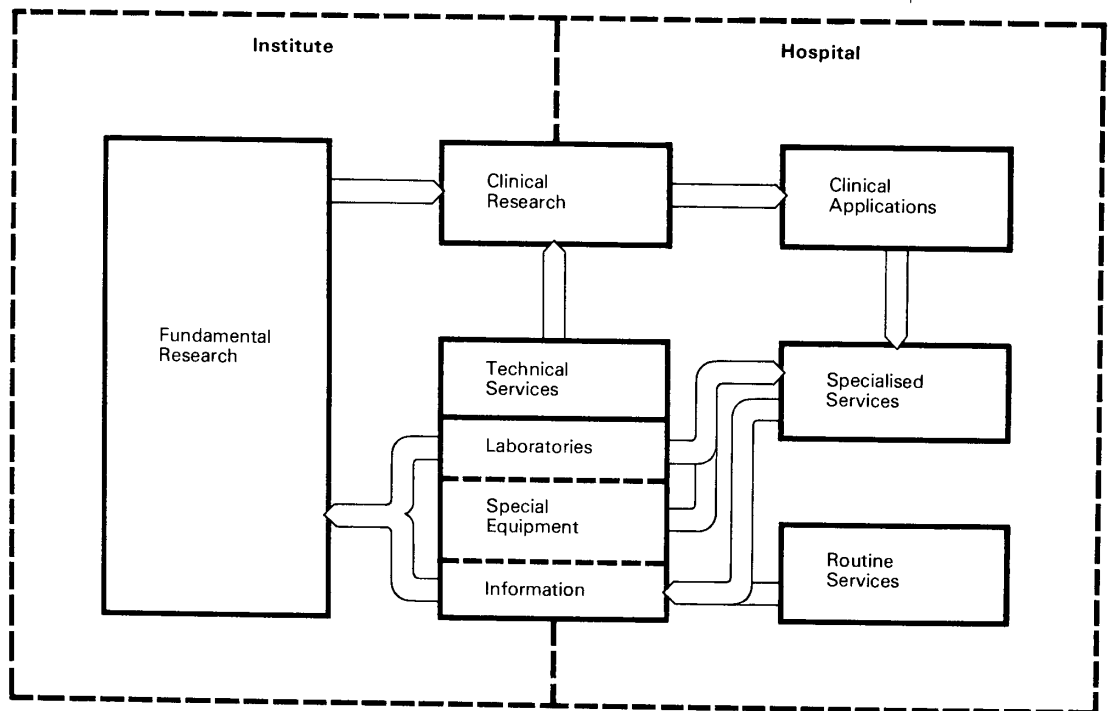 Institute
Hospital
Clinical
Research
Clinical
Applications
Fundamental
Research
Technical
Services
Specialised
Services
Laboratories
Special
Equipment
Routine
Services
Information